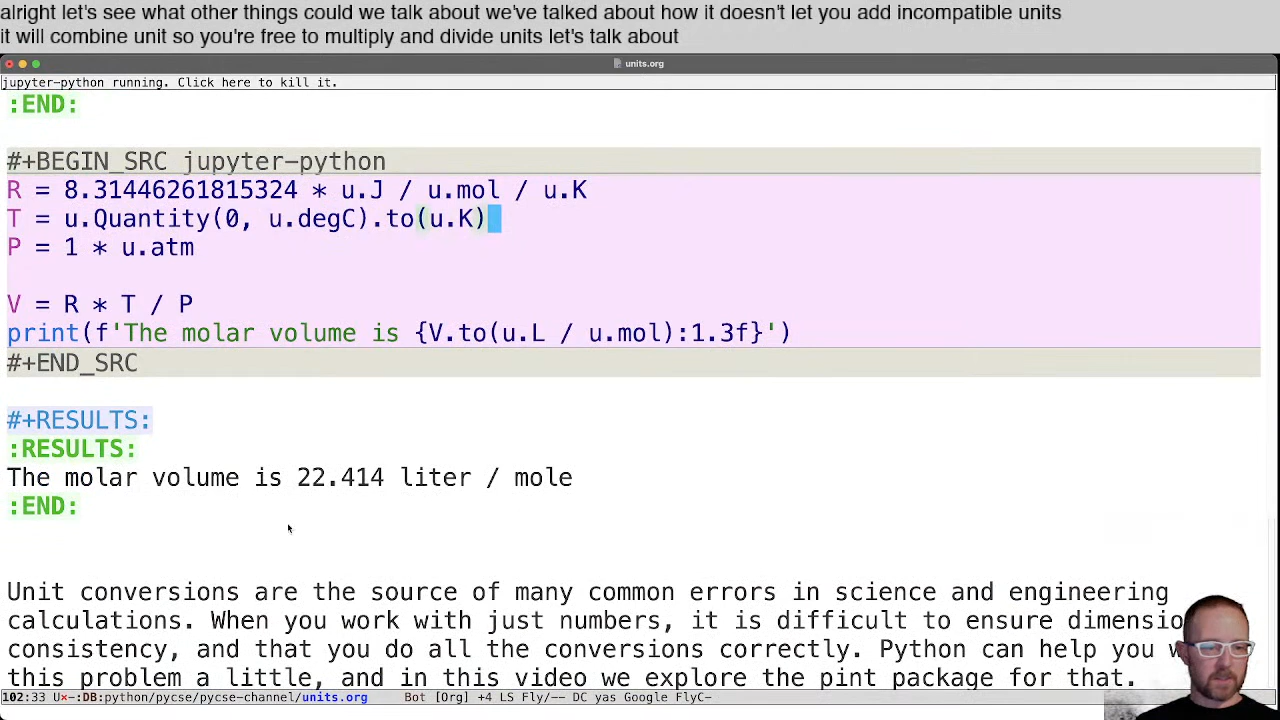 alright let's see what other things could we talk about we've talked about how it doesn't let you add incompatible units
it will combine unit so you're free to multiply and divide units let's talk about
units.org
jupyter-python running. Click here to kill it.
:END:
#+BEGIN_SRC jupyter-python
R = 8.31446261815324 * u.J / u.mol / u.K
T = u.Quantity(0, u.degC).to(u.K)
P = 1 * u.atm
V = R * T / P
print(f'The molar volume is {V.to(u.L / u.mol):1.3f}')
#+END_SRC
#+RESULTS:
:RESULTS:
The molar volume is 22.414 liter / mole
:END:
Unit conversions are the source of many common errors in science and engineering
calculations. When you work with just numbers, it is difficult to ensure dimensio
consistency, and that you do all the conversions correctly. Python can help you w
this problem a little, and in this video we explore the pint package for that.
102:33 U×-:DB:python/pycse/pycse-channel/units.org Bot [Org] +4 LS Fly/-- DC yas Google FlyC-